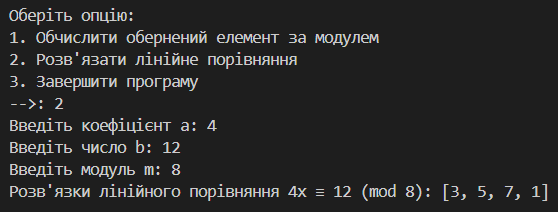 Оберіть опцію:
1. Обчислити обернений елемент за модулем
2. Розв'язати лінійне порівняння
3. Завершити програму
-->: 2
Введіть коефіцієнт a: 4
Введіть число b: 12
Введіть модуль m: 8
Розв'язки лінійного порівняння 4x ≡ 12 (mod 8): [3, 5, 7, 1]